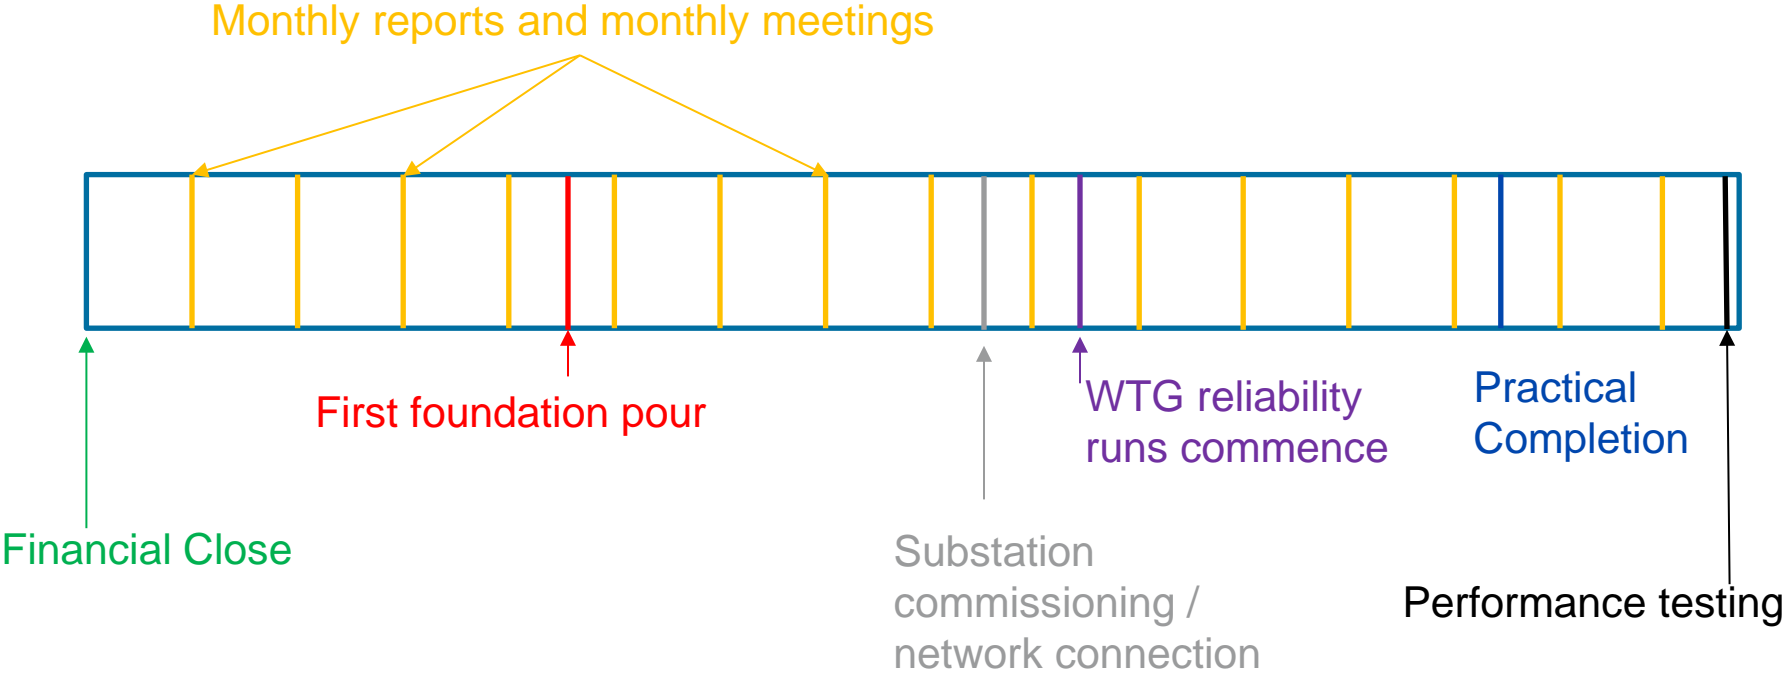 Monthly reports and monthly meetings
First foundation pour
WTG reliability
runs commence
Practical
Completion
Financial Close
Substation
commissioning /
network connection
Performance testing